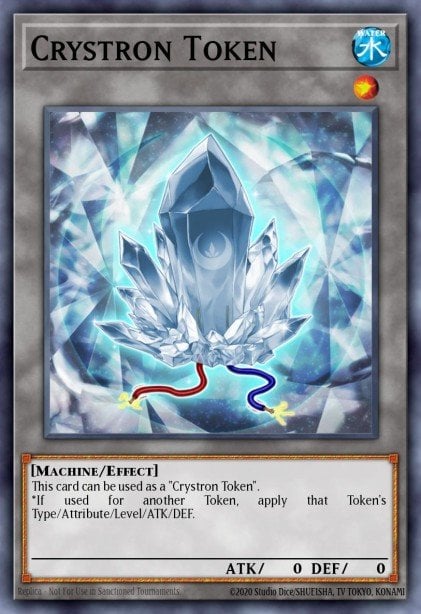 Crystron Token
WATER
水
[Machine/Effect]
This card can be used as a "Crystron Token".
*If used for another Token, apply that Token's
Type/Attribute/Level/ATK/DEF.
ATK/ 0 DEF/ 0
Replica - Not For Use in Sanctioned Tournaments. ©2020 Studio Dice/SHUEISHA, TV TOKYO, KONAMI